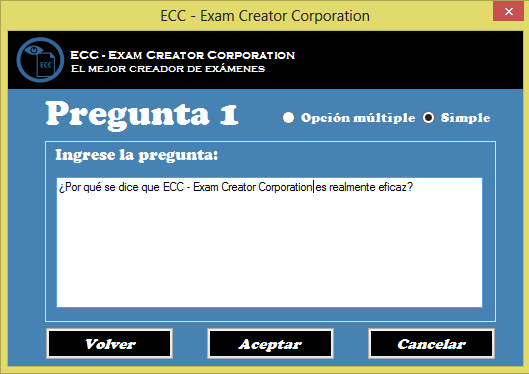 ECC - Exam Creator Corporation
ECC
ECC - Exam Creator Corporation
El mejor creador de exámenes
Pregunta 1
Opción múltiple
Simple
Ingrese la pregunta:
¿Por qué se dice que ECC - Exam Creator Corporation es realmente eficaz?
Volver
Aceptar
Cancelar